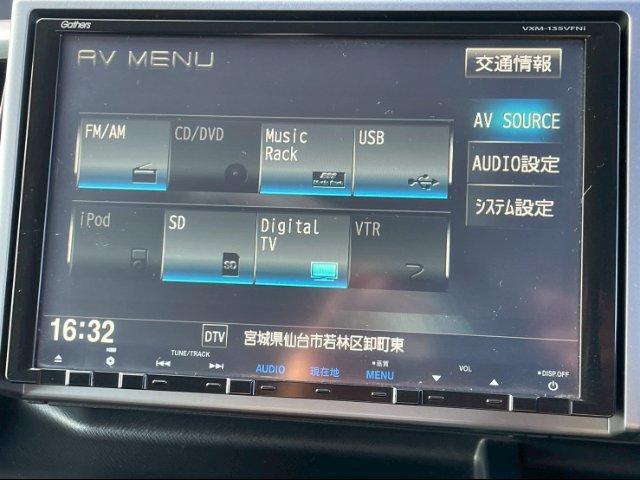 Gathers VXM-135VFNi
AV MENU 交通情報
FM/AM CD/DVD Music Rack USB AV SOURCE
AUDIO設定
iPod SD Digital TV VTR システム設定
16:32 DTV 宮城県仙台市若林区卸町東
TUNE/TRACK AUDIO 現在地 画質 MENU VOL DISP.OFF